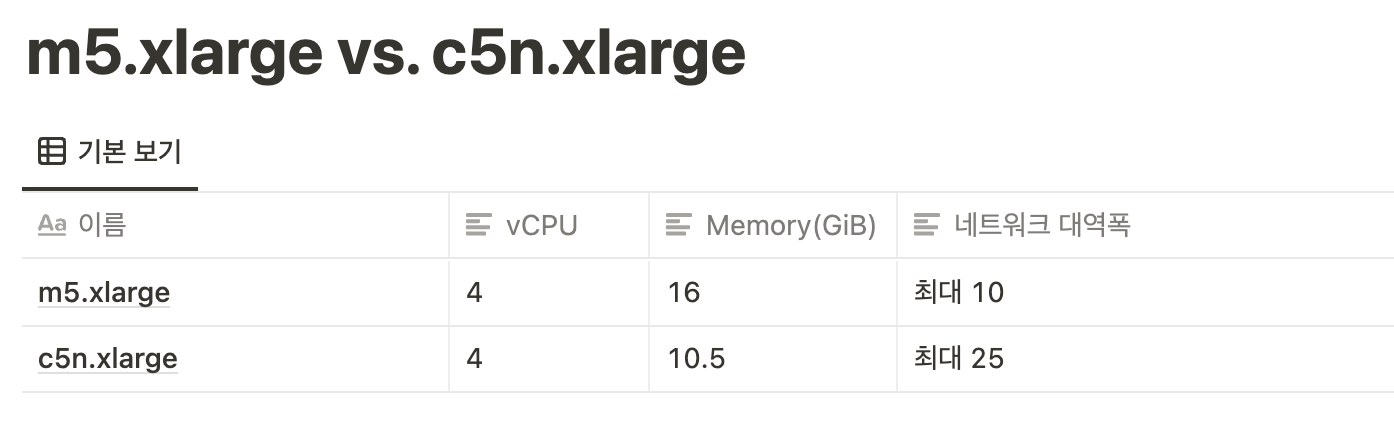 m5.xlarge vs. c5n.xlarge
기본 보기
Aa 이름 vCPU Memory(GiB) 네트워크 대역폭
m5.xlarge 4 16 최대 10
c5n.xlarge 4 10.5 최대 25